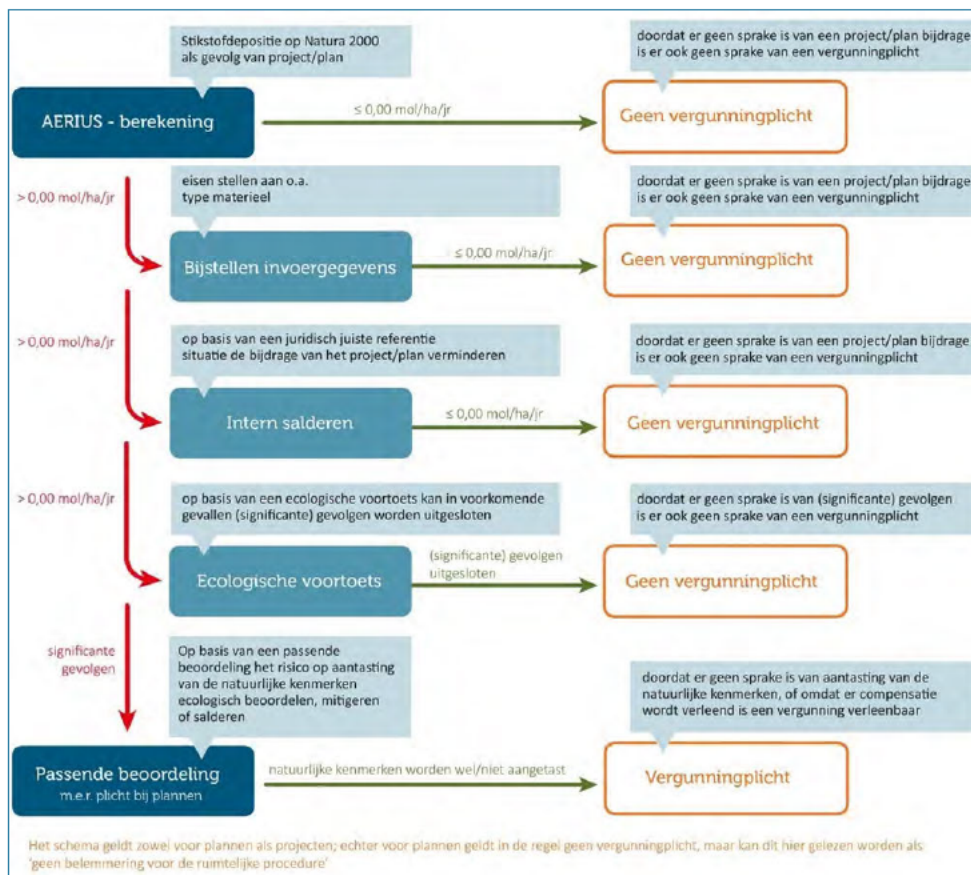 Stikstofdepositie op Natura 2000
als gevolg van project/plan
doordat er geen sprake is van een project/plan bijdrage
is er ook geen sprake van een vergunningplicht
AERIUS - berekening
≤ 0,00 mol/ha/jr
Geen vergunningplicht
> 0,00 mol/ha/jr
eisen stellen aan o.a.
type materieel
doordat er geen sprake is van een project/plan bijdrage
is er ook geen sprake van een vergunningplicht
Bijstellen invoergegevens
≤ 0,00 mol/ha/jr
Geen vergunningplicht
> 0,00 mol/ha/jr
op basis van een juridisch juiste referentie
situatie de bijdrage van het project/plan verminderen
doordat er geen sprake is van een project/plan bijdrage
is er ook geen sprake van een vergunningplicht
Intern salderen
≤ 0,00 mol/ha/jr
Geen vergunningplicht
> 0,00 mol/ha/jr
op basis van een ecologische voortoets kan in voorkomende
gevallen (significante) gevolgen worden uitgesloten
doordat er geen sprake is van (significante) gevolgen
is er ook geen sprake van een vergunningplicht
Ecologische voortoets
(significante) gevolgen
uitgesloten
Geen vergunningplicht
significante
gevolgen
Op basis van een passende
beoordeling het risico op aantasting
van de natuurlijke kenmerken
ecologisch beoordelen, mitigeren
of salderen
doordat er geen sprake is van aantasting van de
natuurlijke kenmerken, of omdat er compensatie
wordt verleend is een vergunning verleenbaar
Passende beoordeling
m.e.r. plicht bij plannen
natuurlijke kenmerken worden wel/niet aangetast
Vergunningplicht
Het schema geldt zowel voor plannen als projecten; echter voor plannen geldt in de regel geen vergunningplicht, maar kan dit hier gelezen worden als
'geen belemmering voor de ruimtelijke procedure'